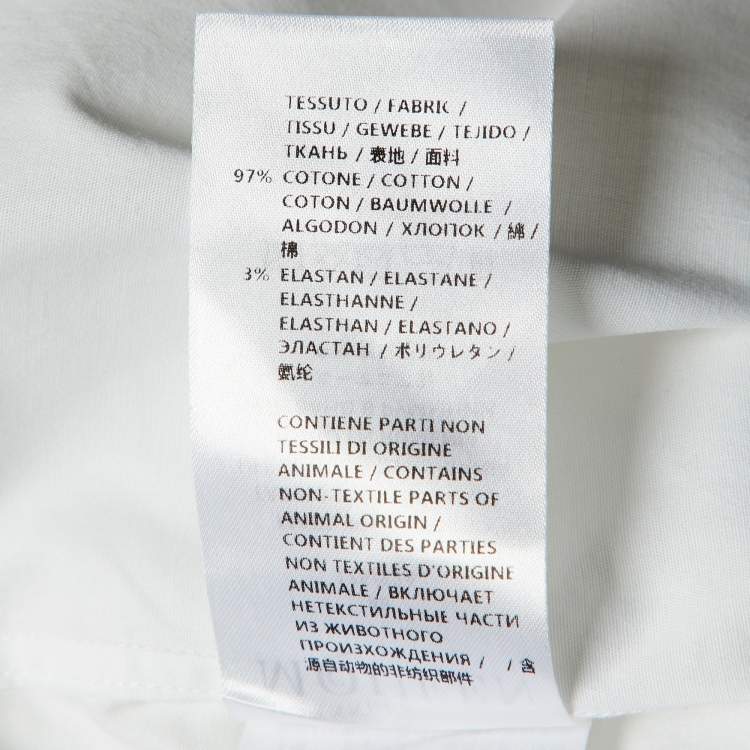 TESSUTO / FABRIC /
TISSU / GEWEBE / TEJIDO /
ТКАНЬ / 表地 / 面料
97% COTONE / COTTON /
COTON / BAUMWOLLE /
ALGODON / ХЛОПОК / 綿 /
棉
3% ELASTAN / ELASTANE /
ELASTHANNE /
ELASTHAN / ELASTANO /
ЭЛАСТАН / ポリウレタン /
氨纶
CONTIENE PARTI NON
TESSILI DI ORIGINE
ANIMALE / CONTAINS
NON-TEXTILE PARTS OF
ANIMAL ORIGIN /
CONTIENT DES PARTIES
NON TEXTILES D'ORIGINE
ANIMALE / ВКЛЮЧАЕТ
НЕТЕКСТИЛЬНЫЕ ЧАСТИ
ИЗ ЖИВОТНОГО
ПРОИЗХОЖДЕНИЯ / / 含
源自动物的非纺织部件